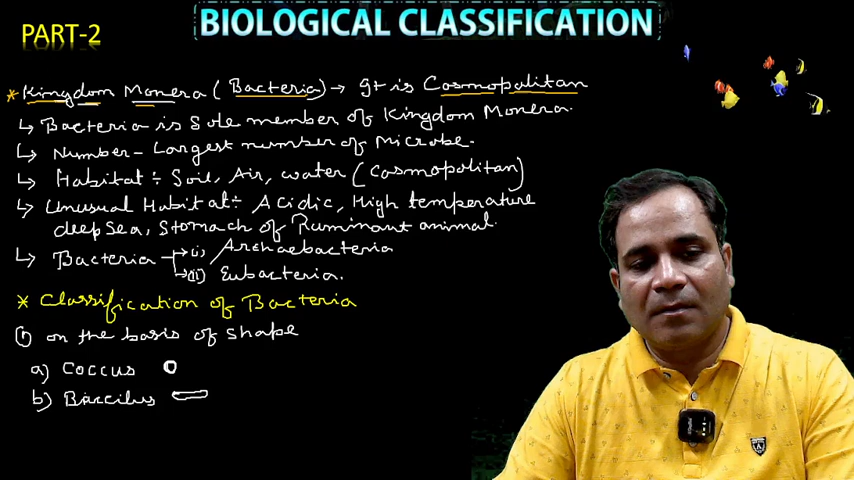 BIOLOGICAL CLASSIFICATION
PART-2
* Kingdom Monera (Bacteria) → It is Cosmopolitan
↳ Bacteria is Sole member of Kingdom Monera.
↳ Number - Largest number of Microbe.
↳ Habitat ÷ Soil, Air, water (Cosmopolitan)
↳ Unusual Habitat ÷ Acidic, High temperature
deep Sea, Stomach of Ruminant animal.
↳ Bacteria → (i) Archaebacteria
→ (ii) Eubacteria.
* Classification of Bacteria
(1) on the basis of shape
a) Coccus
b) Baccilus